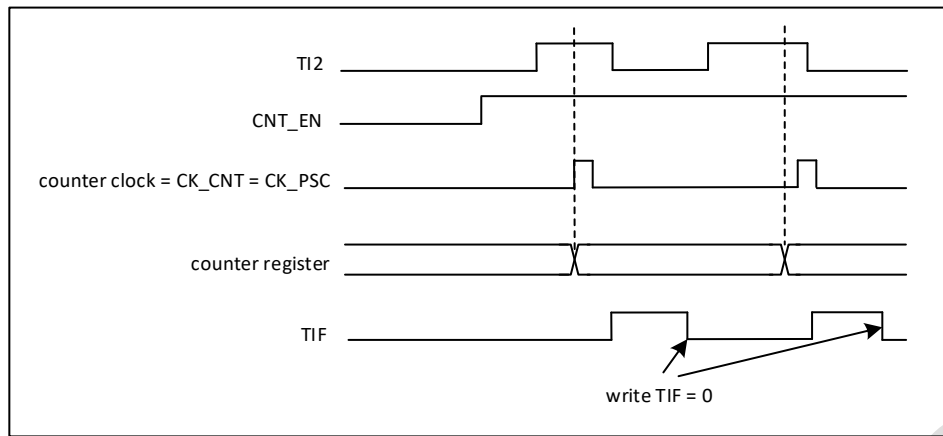 TI2
CNT_EN
counter clock = CK_CNT = CK_PSC
counter register
TIF
write TIF = 0